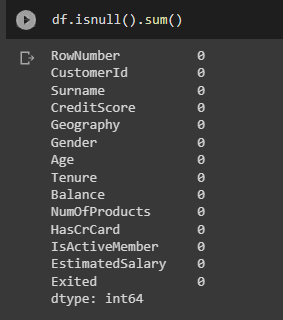 df.isnull().sum()
RowNumber 0
CustomerId 0
Surname 0
CreditScore 0
Geography 0
Gender 0
Age 0
Tenure 0
Balance 0
NumOfProducts 0
HasCrCard 0
IsActiveMember 0
EstimatedSalary 0
Exited 0
dtype: int64